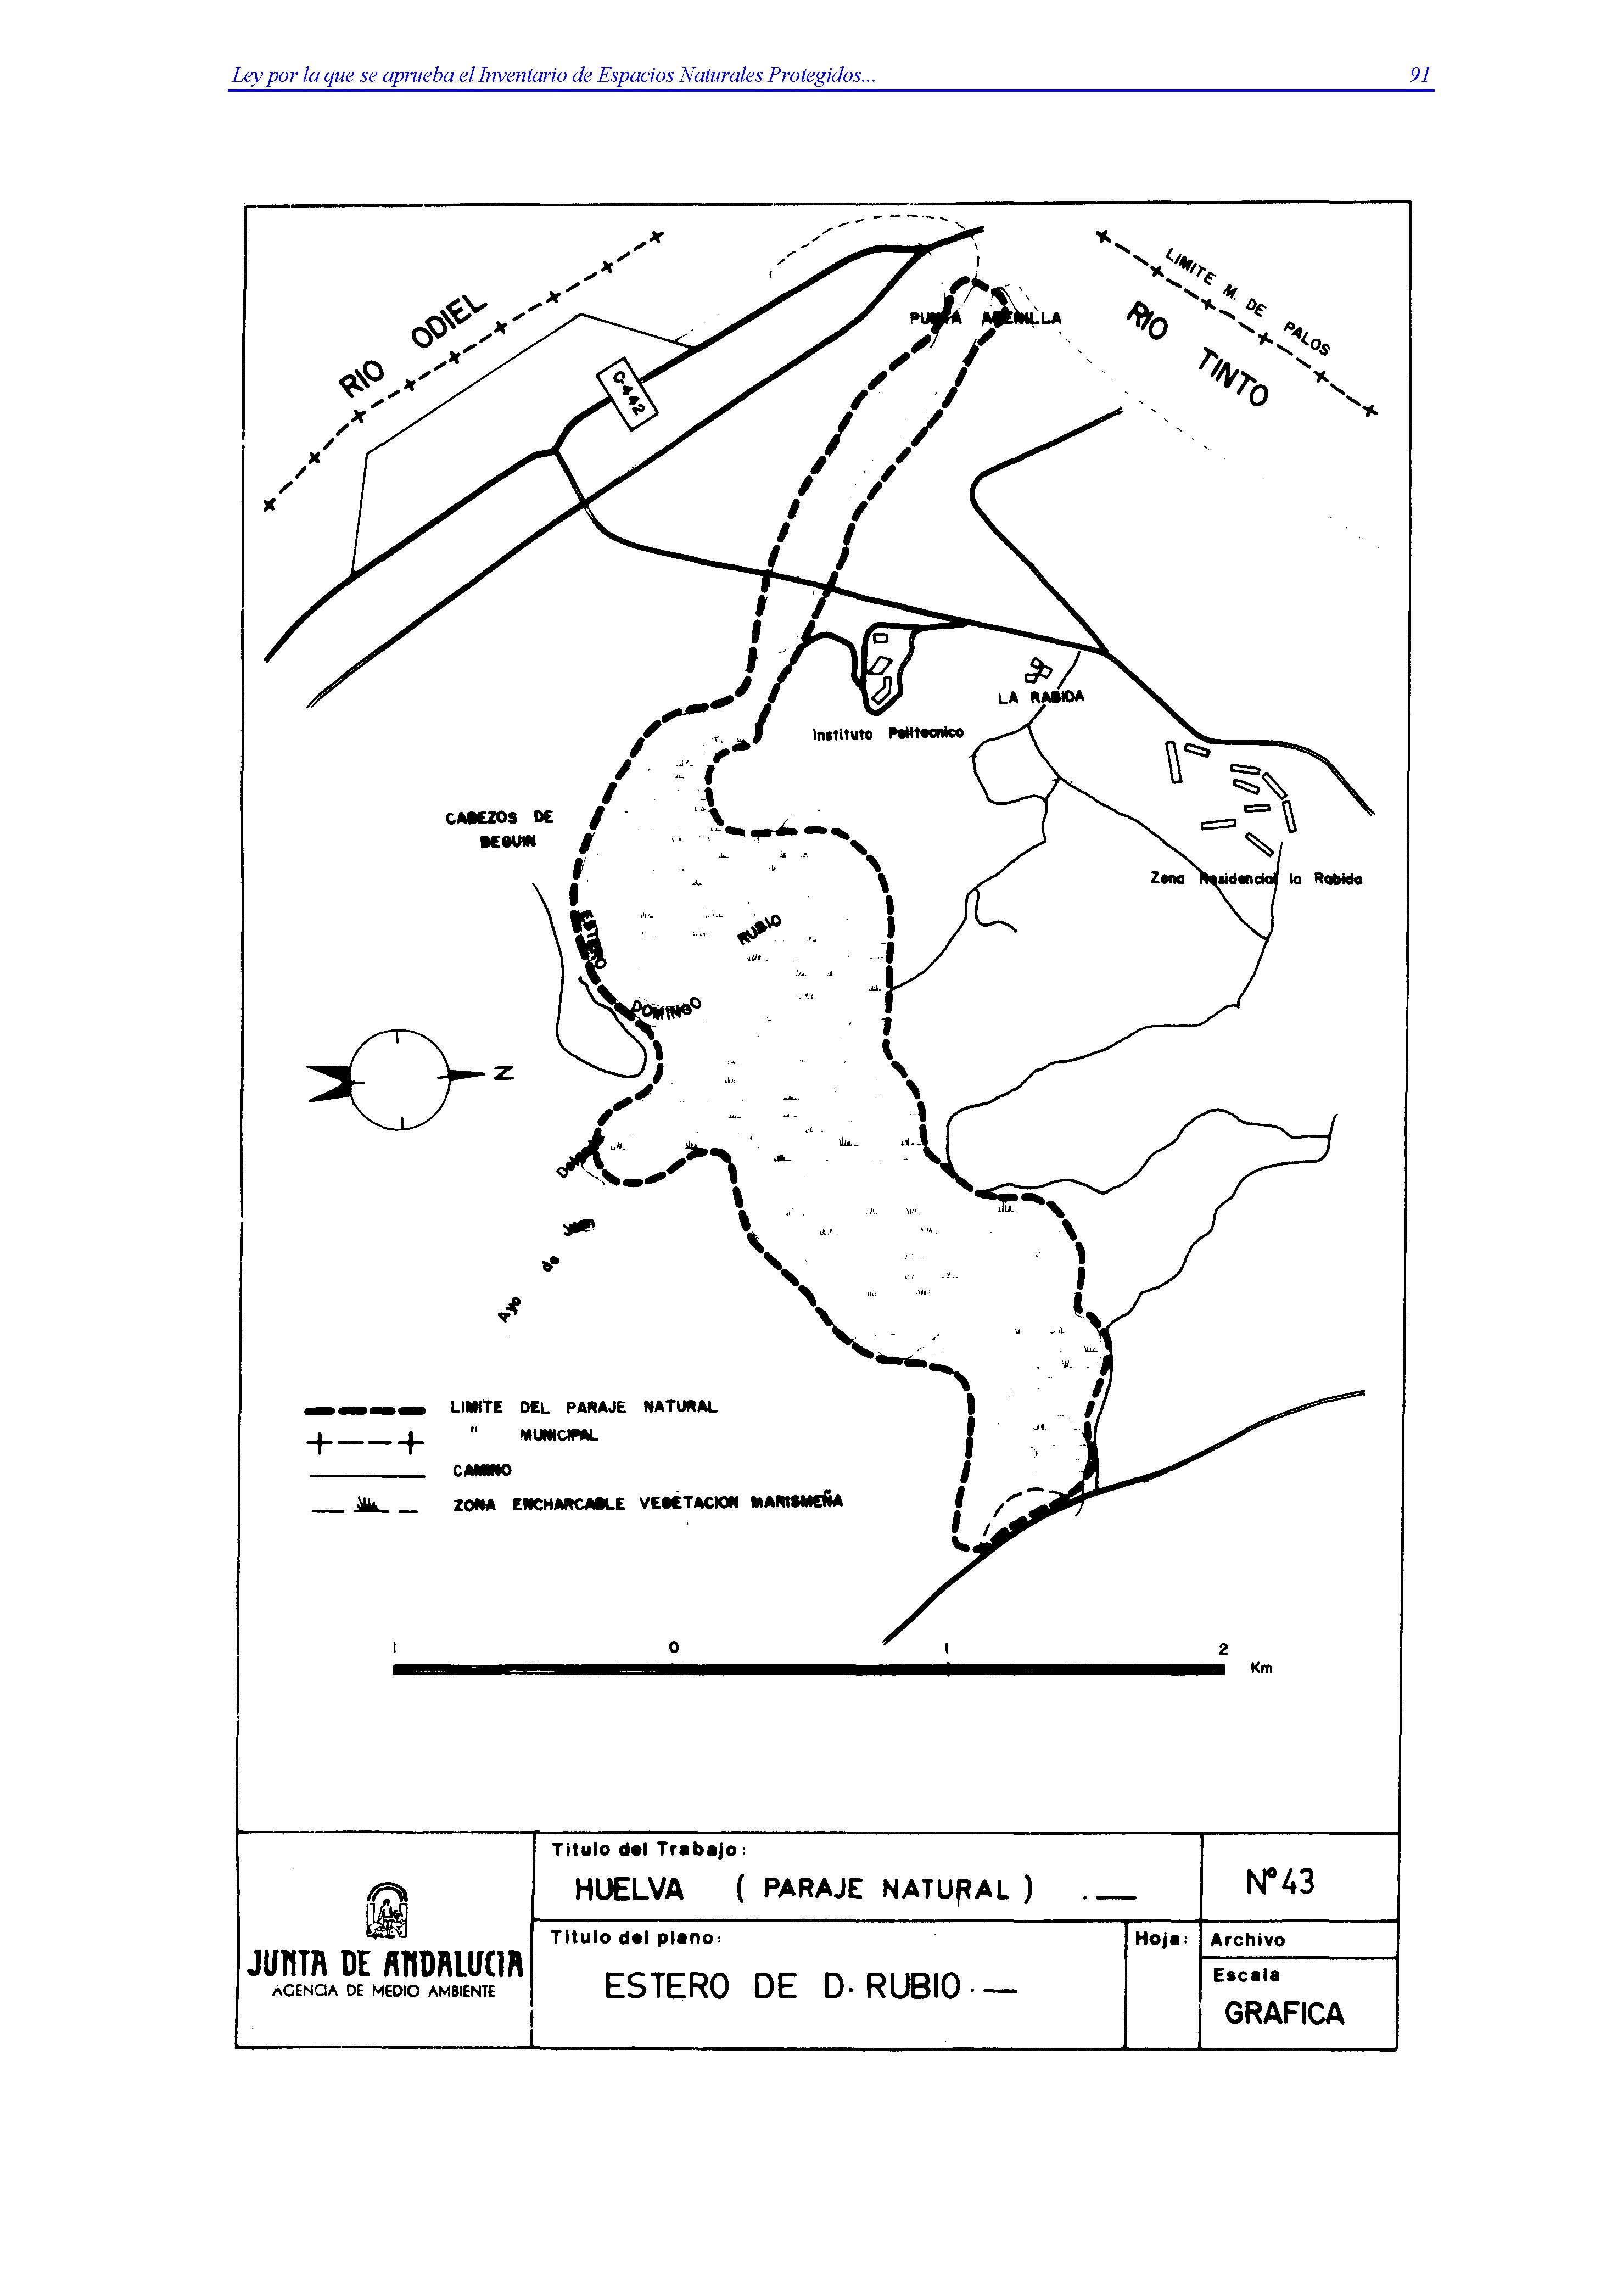 Ley por la que se aprueba el Inventario de Espacios Naturales Protegidos... 91
RIO ODIEL
LIMITE M. DE PALOS
RIO TINTO
PUNTA ARENILLA
C-442
LA RABIDA
Instituto Politecnico
CABEZOS DE
BEQUIN
Zona Residencial la Rabida
ESTERO
RUBIO
DOMINGO
N
Ayo de Juan
LIMITE DEL PARAJE NATURAL
" MUNICIPAL
CAMINO
ZONA ENCHARCABLE VEGETACION MARISMEÑA
1 0 1 2
Km
Titulo del Trabajo:
HUELVA ( PARAJE NATURAL ) .—
Nº 43
JUNTA DE ANDALUCIA
AGENCIA DE MEDIO AMBIENTE
Titulo del plano:
ESTERO DE D. RUBIO.—
Hoja:
Archivo
Escala
GRAFICA